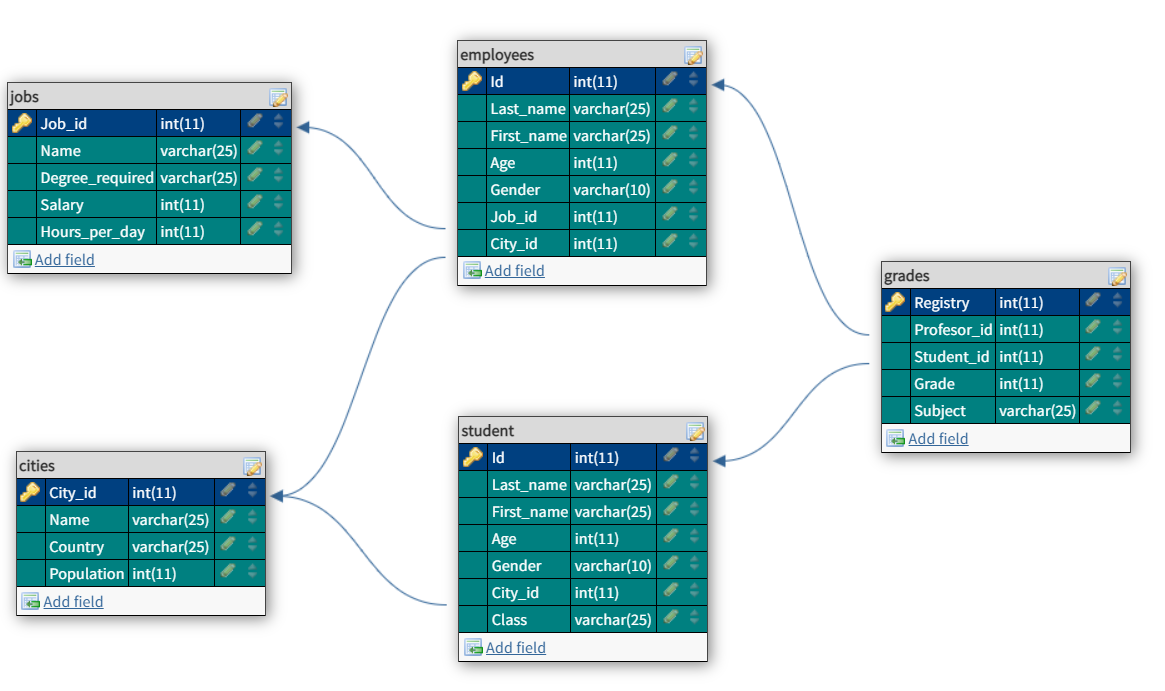 jobs
Job_id int(11)
Name varchar(25)
Degree_required varchar(25)
Salary int(11)
Hours_per_day int(11)
Add field
employees
Id int(11)
Last_name varchar(25)
First_name varchar(25)
Age int(11)
Gender varchar(10)
Job_id int(11)
City_id int(11)
Add field
grades
Registry int(11)
Profesor_id int(11)
Student_id int(11)
Grade int(11)
Subject varchar(25)
Add field
cities
City_id int(11)
Name varchar(25)
Country varchar(25)
Population int(11)
Add field
student
Id int(11)
Last_name varchar(25)
First_name varchar(25)
Age int(11)
Gender varchar(10)
City_id int(11)
Class varchar(25)
Add field